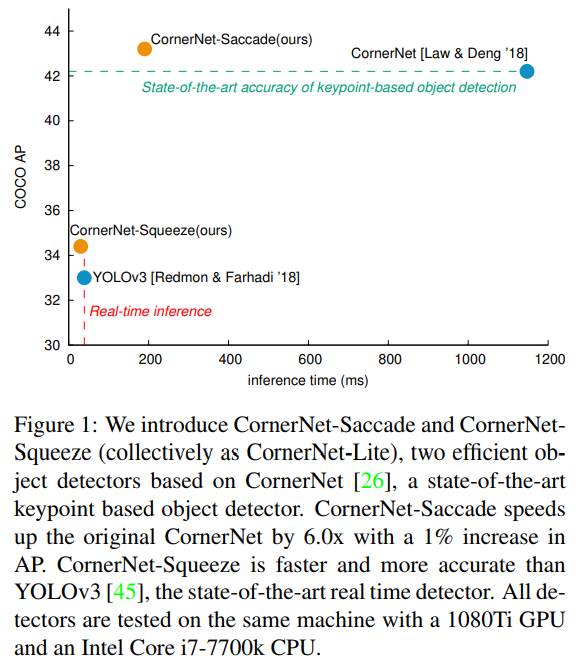 44
CornerNet-Saccade(ours)
CornerNet [Law & Deng ’18]
42
State-of-the-art accuracy of keypoint-based object detection
40
COCO AP
38
36
CornerNet-Squeeze(ours)
34
YOLOv3 [Redmon & Farhadi ’18]
32
Real-time inference
30
0 200 400 600 800 1000 1200
inference time (ms)
Figure 1: We introduce CornerNet-Saccade and CornerNet-
Squeeze (collectively as CornerNet-Lite), two efficient ob-
ject detectors based on CornerNet [26], a state-of-the-art
keypoint based object detector. CornerNet-Saccade speeds
up the original CornerNet by 6.0x with a 1% increase in
AP. CornerNet-Squeeze is faster and more accurate than
YOLOv3 [45], the state-of-the-art real time detector. All de-
tectors are tested on the same machine with a 1080Ti GPU
and an Intel Core i7-7700k CPU.